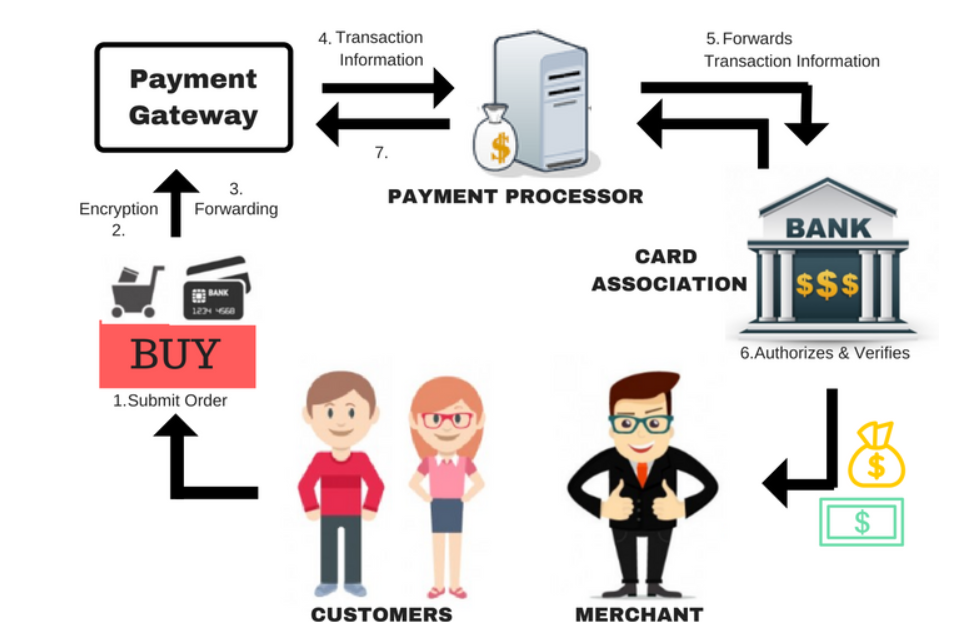 4. Transaction
Information
5. Forwards
Transaction Information
Payment
Gateway
7.
$
PAYMENT PROCESSOR
3.
Encryption
Forwarding
2.
BANK
CARD
ASSOCIATION
$$$
BANK
1234 4568
BUY
6.Authorizes & Verifies
1.Submit Order
$
$
CUSTOMERS
MERCHANT